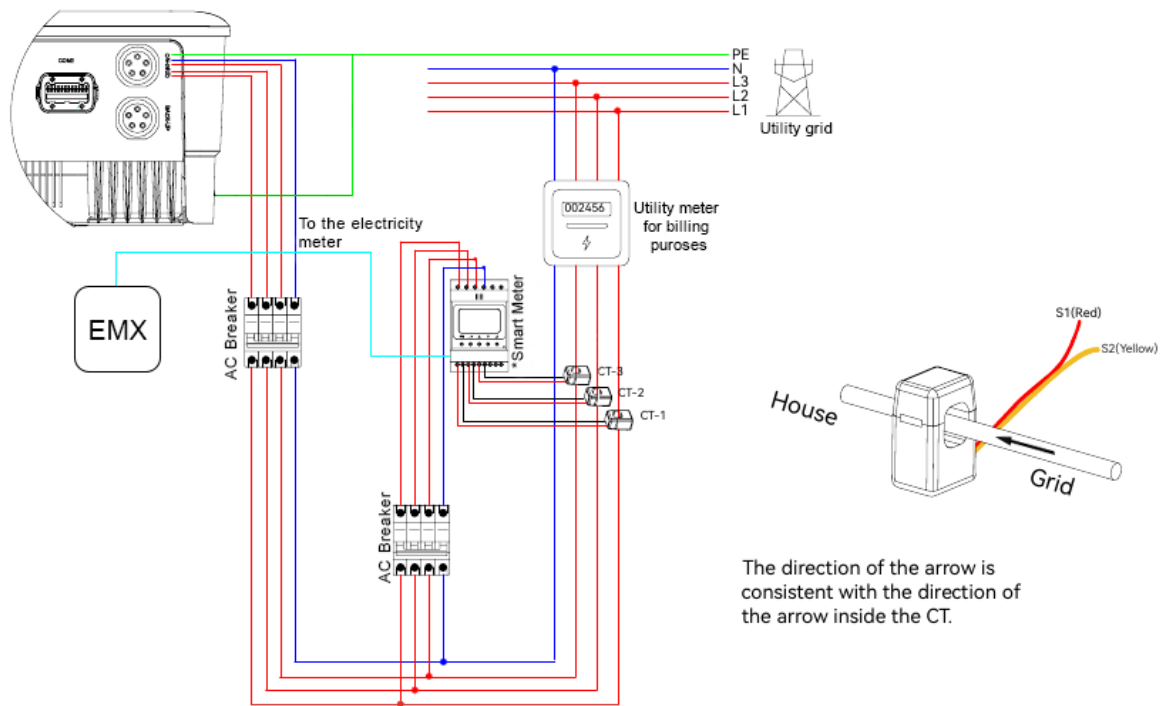 COM2
PE
N
L3
L2
L1
Utility grid
002456
Utility meter
for billing
puroses
To the electricity
meter
EMX
AC Breaker
*Smart Meter
CT-3
CT-2
CT-1
AC Breaker
S1(Red)
S2(Yellow)
House
Grid
The direction of the arrow is
consistent with the direction of
the arrow inside the CT.